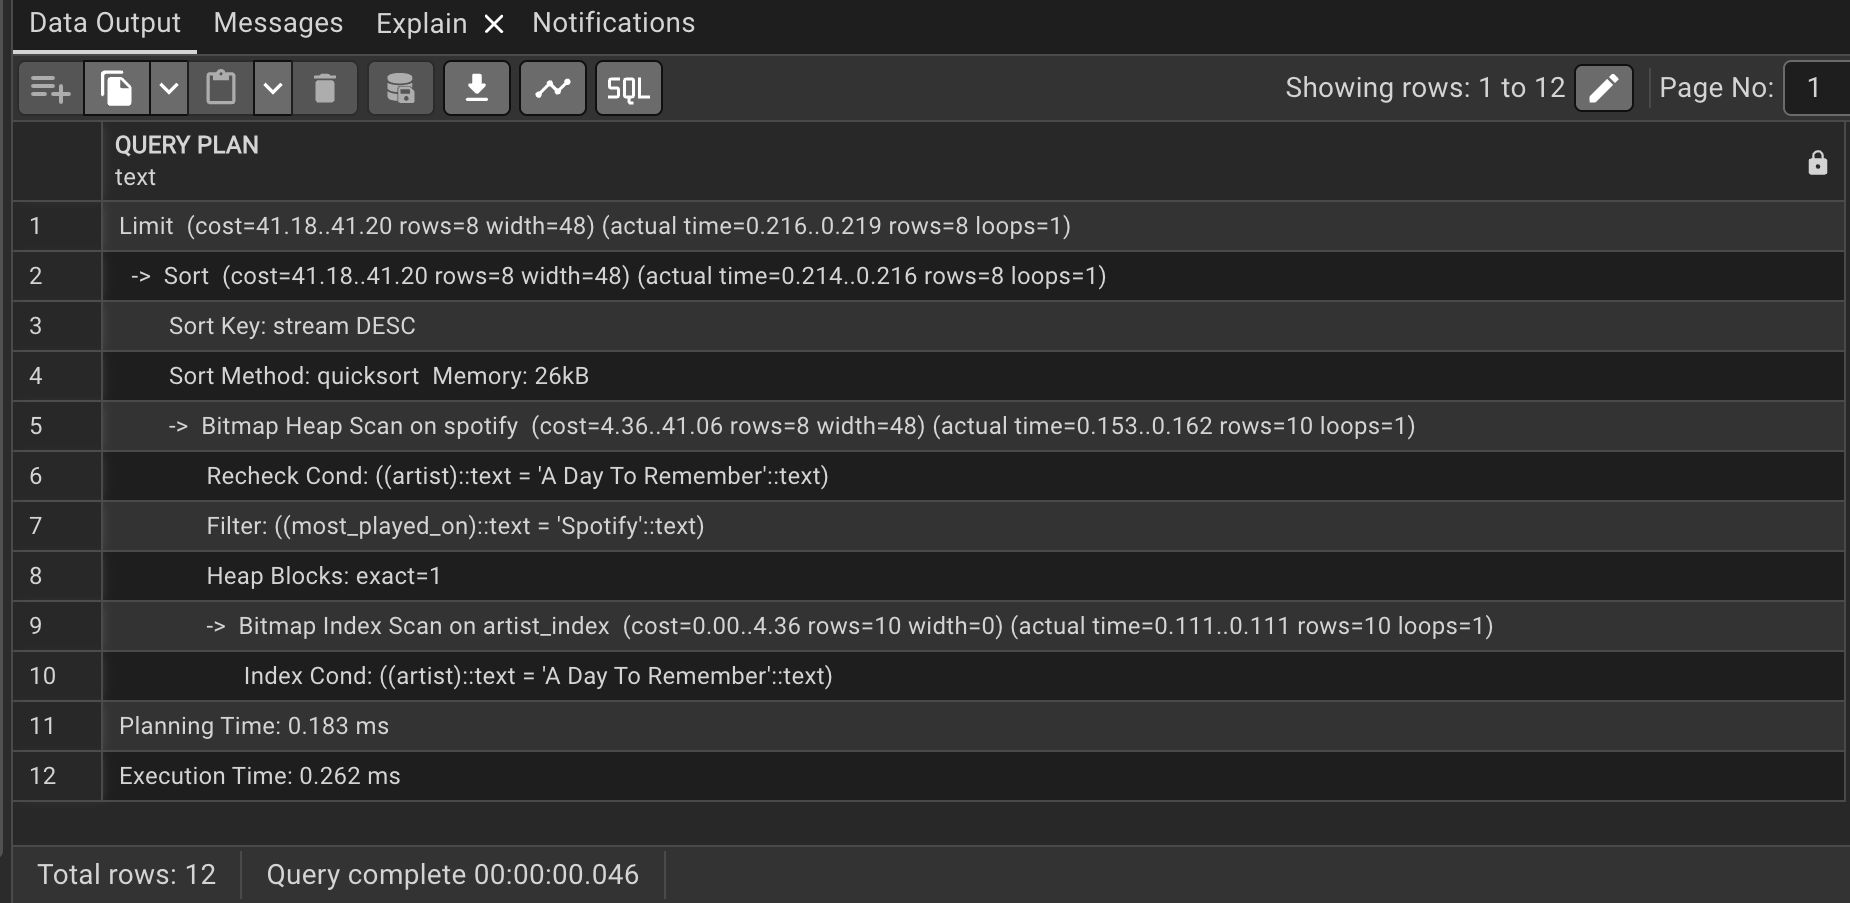 Data Output Messages Explain Notifications
SQL Showing rows: 1 to 12 Page No: 1
QUERY PLAN
text
1 Limit  (cost=41.18..41.20 rows=8 width=48) (actual time=0.216..0.219 rows=8 loops=1)
2 ->  Sort  (cost=41.18..41.20 rows=8 width=48) (actual time=0.214..0.216 rows=8 loops=1)
3 Sort Key: stream DESC
4 Sort Method: quicksort  Memory: 26kB
5 ->  Bitmap Heap Scan on spotify  (cost=4.36..41.06 rows=8 width=48) (actual time=0.153..0.162 rows=10 loops=1)
6 Recheck Cond: ((artist)::text = 'A Day To Remember'::text)
7 Filter: ((most_played_on)::text = 'Spotify'::text)
8 Heap Blocks: exact=1
9 ->  Bitmap Index Scan on artist_index  (cost=0.00..4.36 rows=10 width=0) (actual time=0.111..0.111 rows=10 loops=1)
10 Index Cond: ((artist)::text = 'A Day To Remember'::text)
11 Planning Time: 0.183 ms
12 Execution Time: 0.262 ms
Total rows: 12 Query complete 00:00:00.046